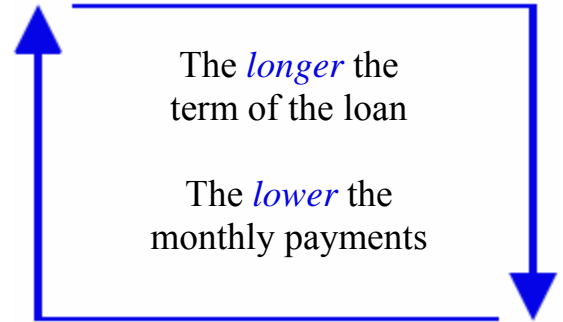 The longer the
term of the loan
The lower the
monthly payments